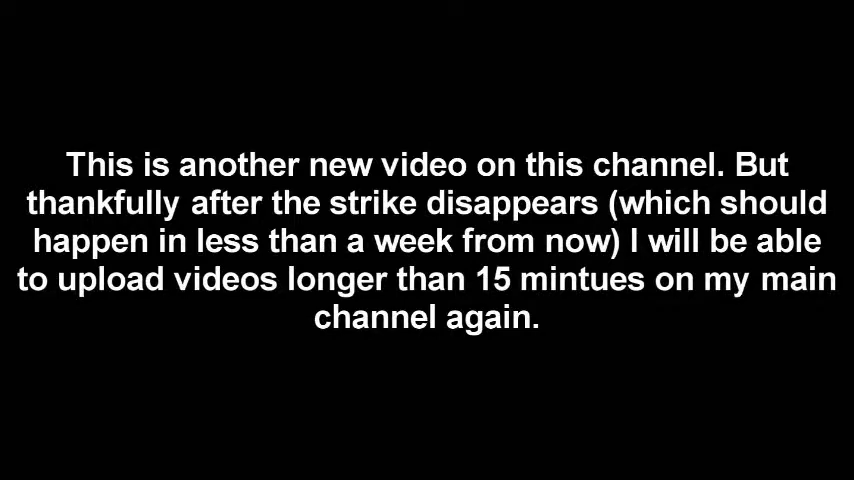 This is another new video on this channel. But
thankfully after the strike disappears (which should
happen in less than a week from now) I will be able
to upload videos longer than 15 mintues on my main
channel again.